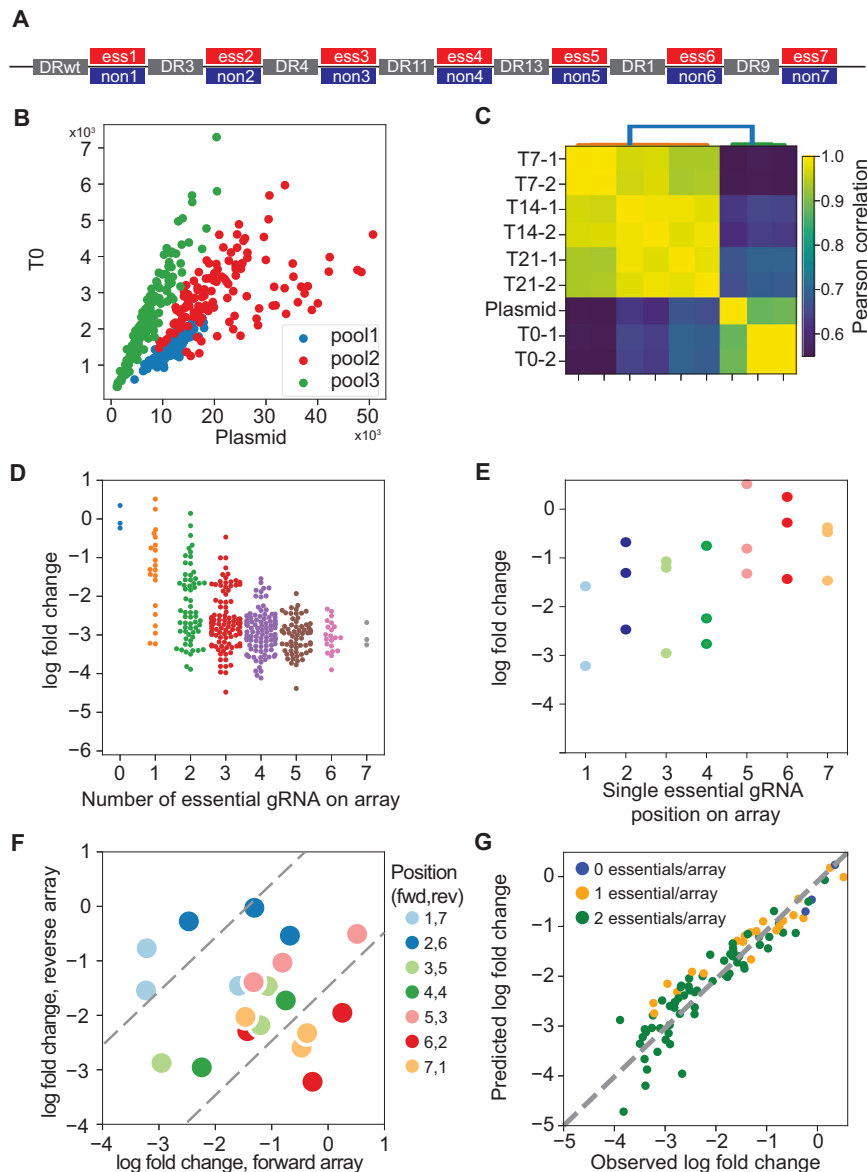 A
ess1 ess2 ess3 ess4 ess5 ess6 ess7
DRwt DR3 DR4 DR11 DR13 DR1 DR9
non1 non2 non3 non4 non5 non6 non7
B
x10³
7
6
5
4
3
2
1
T0
pool1
pool2
pool3
0 10 20 30 40 50
Plasmid
x10³
C
T7-1
T7-2
T14-1
T14-2
T21-1
T21-2
Plasmid
T0-1
T0-2
1.0
0.9
0.8
0.7
0.6
Pearson correlation
D
1
0
−1
−2
−3
−4
−5
−6
log fold change
0 1 2 3 4 5 6 7
Number of essential gRNA on array
E
0
−1
−2
−3
−4
log fold change
1 2 3 4 5 6 7
Single essential gRNA
position on array
F
1
0
−1
−2
−3
−4
log fold change, reverse array
−4 −3 −2 −1 0 1
log fold change, forward array
Position
(fwd,rev)
1,7
2,6
3,5
4,4
5,3
6,2
7,1
G
0
−1
−2
−3
−4
−5
Predicted log fold change
0 essentials/array
1 essential/array
2 essentials/array
−5 −4 −3 −2 −1 0
Observed log fold change